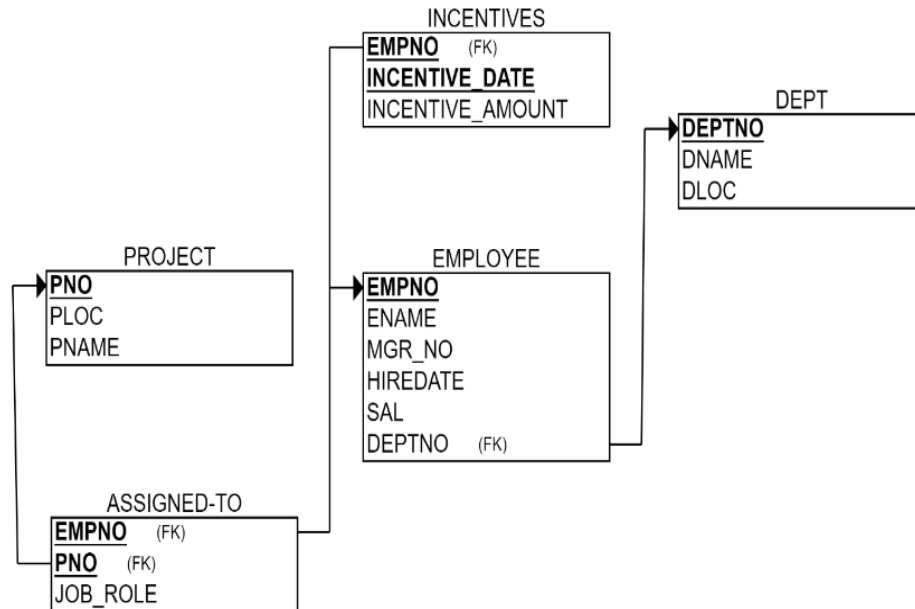 INCENTIVES
EMPNO (FK)
INCENTIVE_DATE
INCENTIVE_AMOUNT
DEPT
DEPTNO
DNAME
DLOC
PROJECT
PNO
PLOC
PNAME
EMPLOYEE
EMPNO
ENAME
MGR_NO
HIREDATE
SAL
DEPTNO (FK)
ASSIGNED-TO
EMPNO (FK)
PNO (FK)
JOB_ROLE